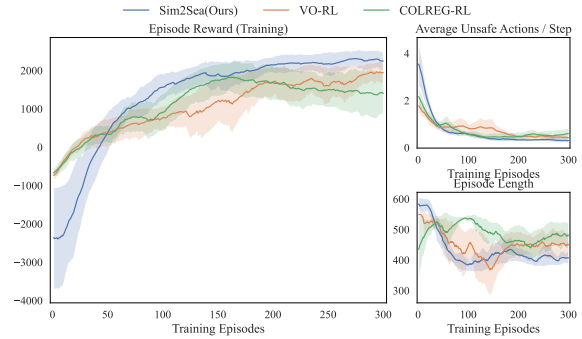 Sim2Sea(Ours) VO-RL COLREG-RL
Episode Reward (Training)
2000
1000
0
−1000
−2000
−3000
−4000
0 50 100 150 200 250 300
Training Episodes
Average Unsafe Actions / Step
4
2
0
0 100 200 300
Training Episodes
Episode Length
600
500
400
300
0 100 200 300
Training Episodes